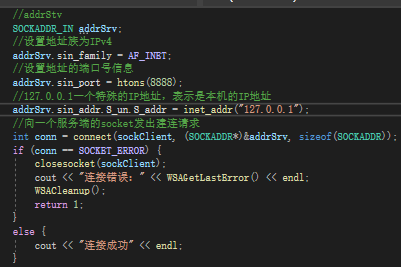 //addrStv
SOCKADDR_IN addrSrv;
//设置地址族为IPv4
addrSrv.sin_family = AF_INET;
//设置地址的端口号信息
addrSrv.sin_port = htons(8888);
//127.0.0.1一个特殊的IP地址，表示是本机的IP地址
addrSrv.sin_addr.S_un.S_addr = inet_addr("127.0.0.1");
//向一个服务端的socket发出建连请求
int conn = connect(sockClient, (SOCKADDR*)&addrSrv, sizeof(SOCKADDR));
if (conn == SOCKET_ERROR) {
closesocket(sockClient);
cout << "连接错误：" << WSAGetLastError() << endl;
WSACleanup();
return 1;
}
else {
cout << "连接成功" << endl;
}